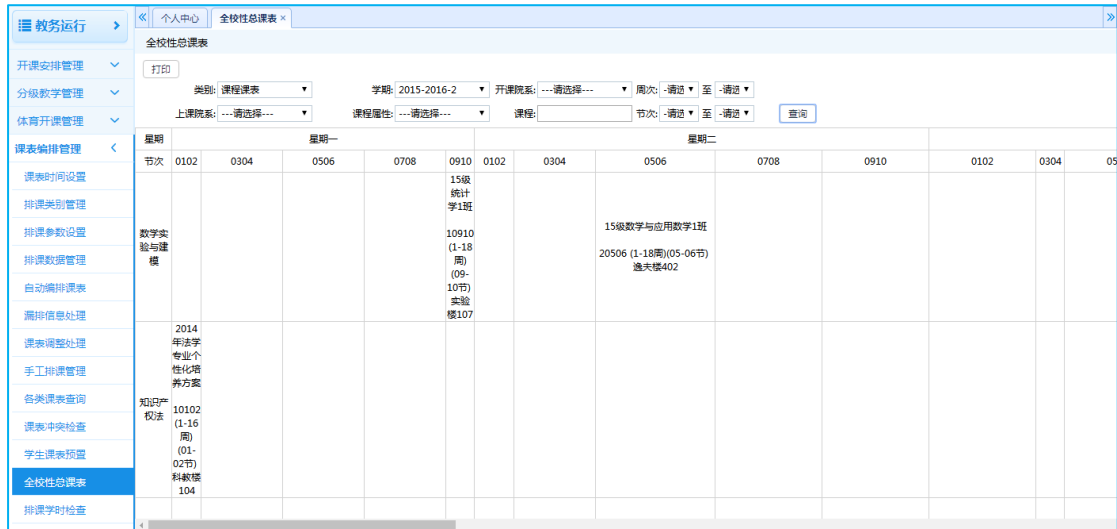 教务运行
开课安排管理
分级教学管理
体育开课管理
课表编排管理
课表时间设置
排课类别管理
排课参数设置
排课数据管理
自动编排课表
漏排信息处理
课表调整处理
手工排课管理
各类课表查询
课表冲突检查
学生课表预置
全校性总课表
排课学时检查
个人中心 全校性总课表 ×
全校性总课表
打印
类别: 课程课表 学期: 2015-2016-2 开课院系: ---请选择--- 周次: -请选 至 -请选
上课院系: ---请选择--- 课程属性: ---请选择--- 课程: 节次: -请选 至 -请选 查询
星期 星期一 星期二
节次 0102 0304 0506 0708 0910 0102 0304 0506 0708 0910 0102 0304 05
数学实
验与建
模
15级
统计
学1班
10910
(1-18
周)
(09-
10节)
实验
楼107
15级数学与应用数学1班
20506 (1-18周)(05-06节)
逸夫楼402
知识产
权法
2014
年法学
专业个
性化培
养方案
10102
(1-16
周)
(01-
02节)
科教楼
104